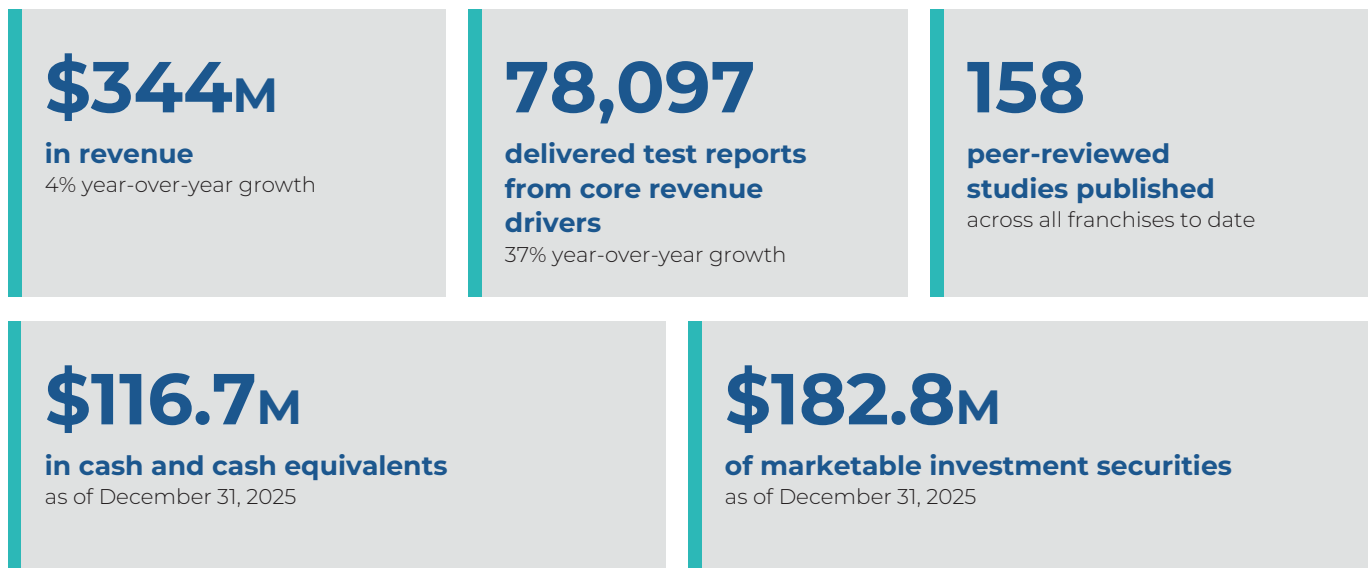 $344M
in revenue
4% year-over-year growth
78,097
delivered test reports
from core revenue
drivers
37% year-over-year growth
158
peer-reviewed
studies published
across all franchises to date
$116.7M
in cash and cash equivalents
as of December 31, 2025
$182.8M
of marketable investment securities
as of December 31, 2025